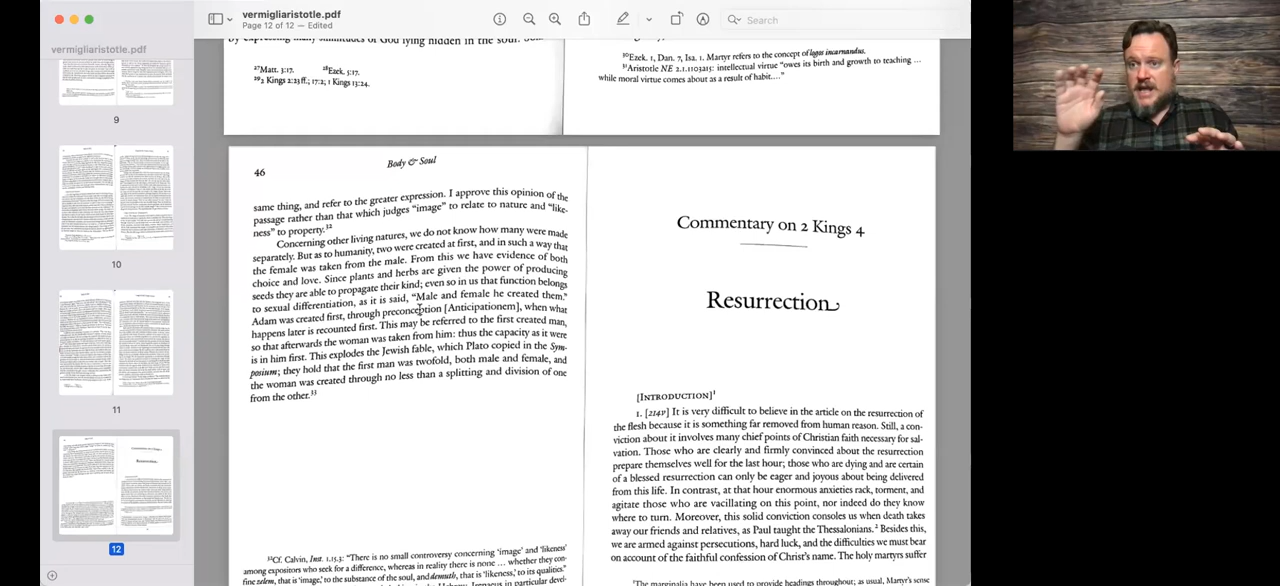 vermigliaristotle.pdf
Page 12 of 12 — Edited
Search
vermigliaristotle.pdf
9
10
11
12
by expressing many similitudes of God lying hidden in the soul.
²⁷Matt. 3:17. ²⁸Ezek. 3:17.
²⁹2 Kings 2:23 ff.; 17:2; 1 Kings 13:24.
³⁰Ezek. 1, Dan. 7, Isa. 1. Martyr refers to the concept of logos incarnandus.
³¹Aristotle NE 2.1.1103a15: intellectual virtue "owes its birth and growth to teaching ...
while moral virtue comes about as a result of habit...."
46
Body & Soul
same thing, and refer to the greater expression. I approve this opinion of the
passage rather than that which judges "image" to relate to nature and "like-
ness" to property.³²
Concerning other living natures, we do not know how many were made
separately. But as to humanity, two were created at first, and in such a way that
the female was taken from the male. From this we have evidence of both
choice and love. Since plants and herbs are given the power of producing
seeds they are able to propagate their kind; even so in us that function belongs
to sexual differentiation, as it is said, "Male and female he created them."
Adam was created first, through preconception [Anticipationem], when what
happens later is recounted first. This may be referred to the first created man,
so that afterwards the woman was taken from him: thus the capacity as it were
is in him first. This explodes the Jewish fable, which Plato copied in the Sym-
posium; they hold that the first man was twofold, both male and female, and
the woman was created through no less than a splitting and division of one
from the other.³³
³²Cf. Calvin, Inst. 1.15.3: "There is no small controversy concerning 'image' and 'likeness'
among expositors who seek for a difference, whereas in reality there is none ... whether they con-
fine zelem, that is 'image,' to the substance of the soul, and demuth, that is 'likeness,' to its qualities."
in particular devel-
Commentary on 2 Kings 4
Resurrection
[INTRODUCTION]¹
1. [214v] It is very difficult to believe in the article on the resurrection of
the flesh because it is something far removed from human reason. Still, a con-
viction about it involves many chief points of Christian faith necessary for sal-
vation. Those who are clearly and firmly convinced about the resurrection
prepare themselves well for the last hour; those who are dying and are certain
of a blessed resurrection can only be eager and joyous about being delivered
from this life. In contrast, at that hour enormous anxieties rack, torment, and
agitate those who are vacillating on this point, nor indeed do they know
where to turn. Moreover, this solid conviction consoles us when death takes
away our friends and relatives, as Paul taught the Thessalonians.² Besides this,
we are armed against persecutions, hard luck, and the difficulties we must bear
on account of the faithful confession of Christ's name. The holy martyrs suffer
¹The marginalia have been used to provide headings throughout; as usual, Martyr's sense